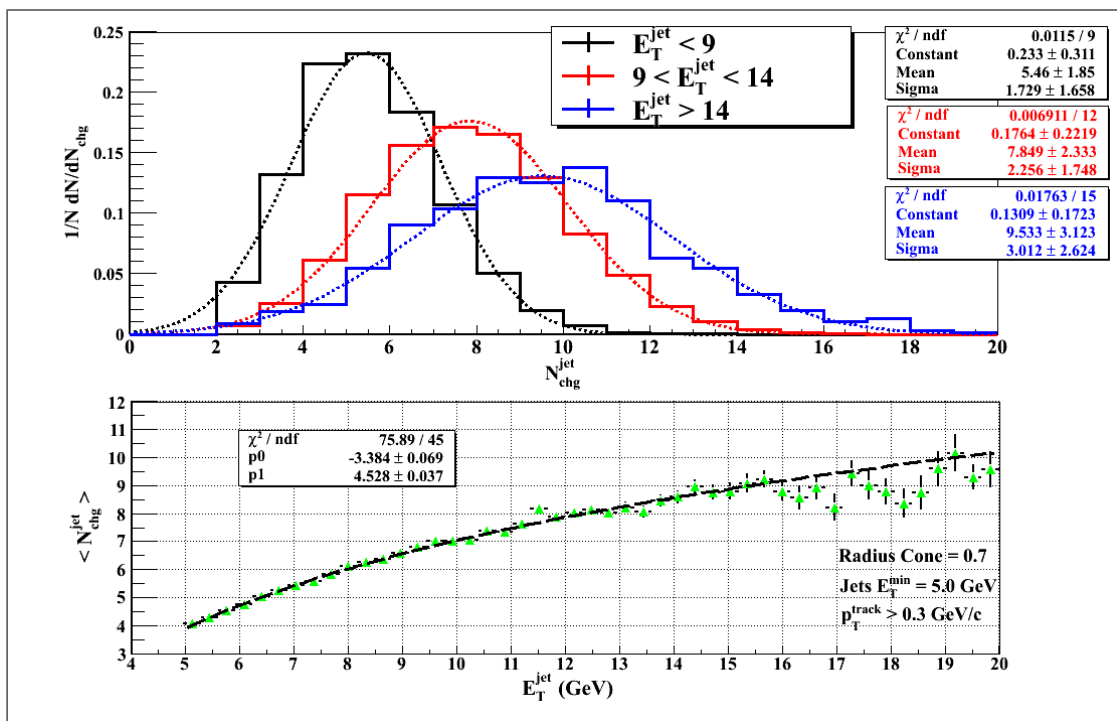 E_T^jet < 9
9 < E_T^jet < 14
E_T^jet > 14
χ² / ndf 0.0115 / 9
Constant 0.233 ± 0.311
Mean 5.46 ± 1.85
Sigma 1.729 ± 1.658
χ² / ndf 0.006911 / 12
Constant 0.1764 ± 0.2219
Mean 7.849 ± 2.333
Sigma 2.256 ± 1.748
χ² / ndf 0.01763 / 15
Constant 0.1309 ± 0.1723
Mean 9.533 ± 3.123
Sigma 3.012 ± 2.624
1/N dN/dN_chg
0.25
0.2
0.15
0.1
0.05
0
0 2 4 6 8 10 12 14 16 18 20
N_chg^jet
< N_chg^jet >
12
11
10
9
8
7
6
5
4
3
χ² / ndf 75.89 / 45
p0 -3.384 ± 0.069
p1 4.528 ± 0.037
Radius Cone = 0.7
Jets E_T^min = 5.0 GeV
p_T^track > 0.3 GeV/c
4 5 6 7 8 9 10 11 12 13 14 15 16 17 18 19 20
E_T^jet (GeV)